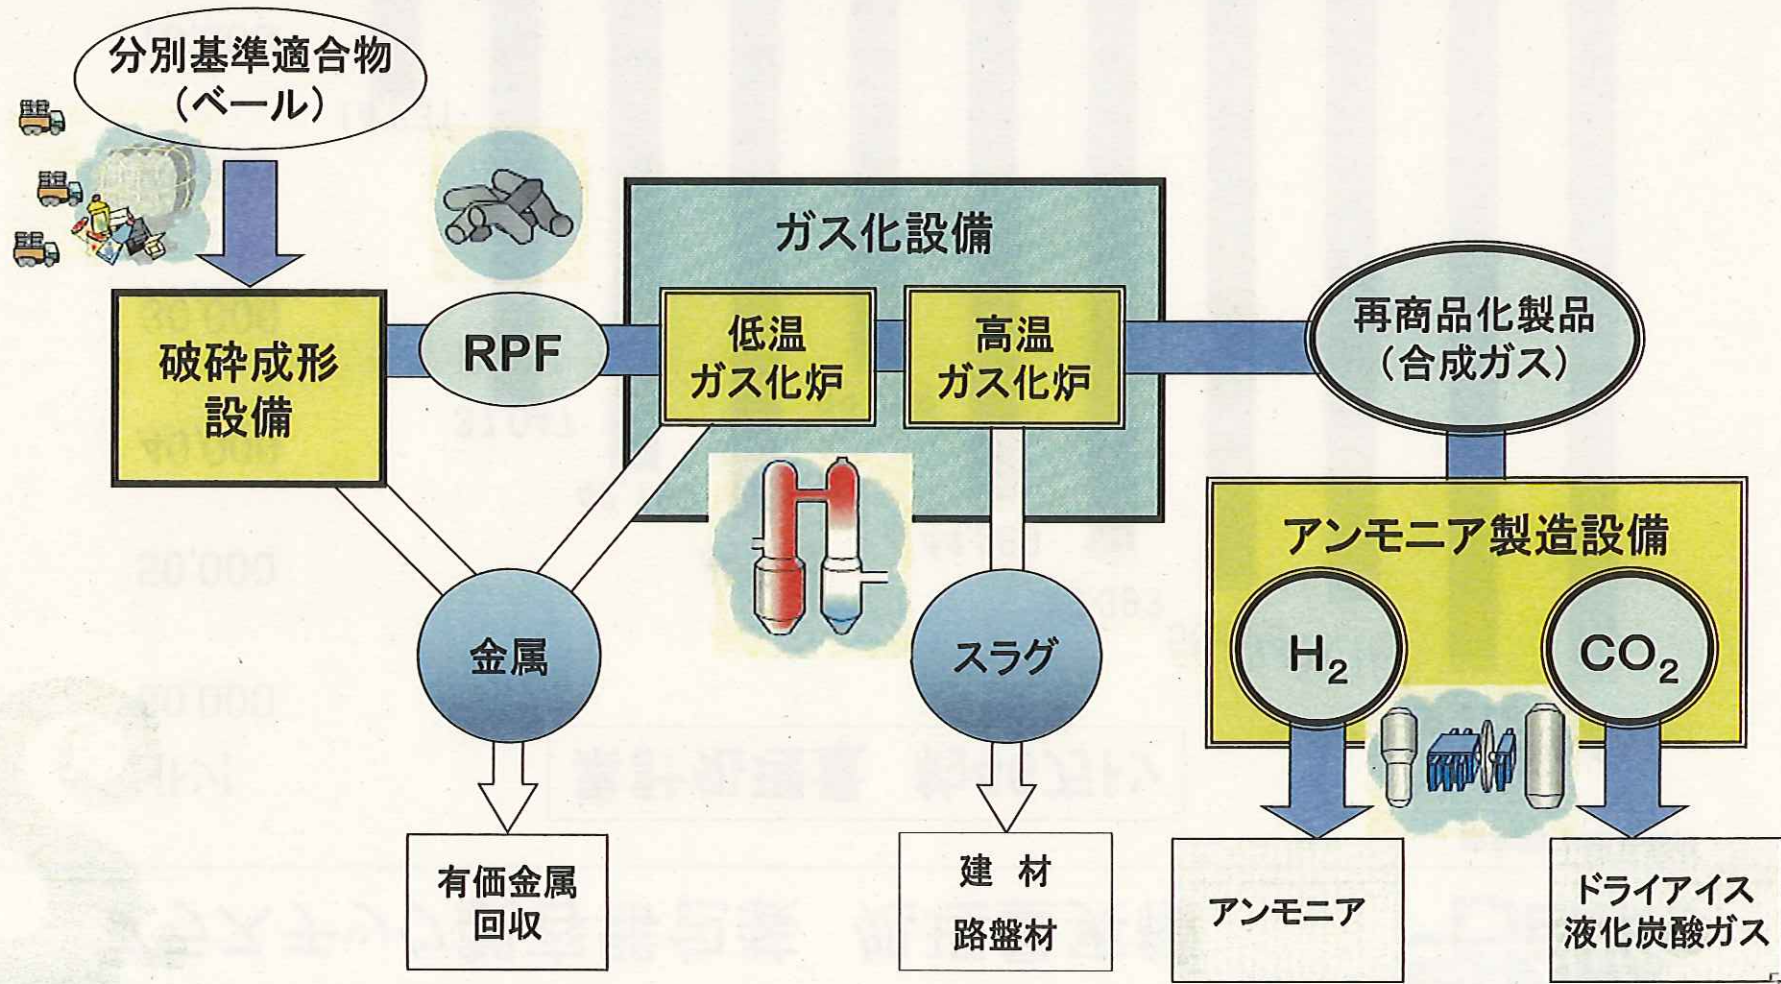 分別基準適合物
(ベール)
破砕成形
設備
RPF
ガス化設備
低温
ガス化炉
高温
ガス化炉
再商品化製品
(合成ガス)
アンモニア製造設備
H₂
CO₂
金属
スラグ
有価金属
回収
建 材
路盤材
アンモニア
ドライアイス
液化炭酸ガス